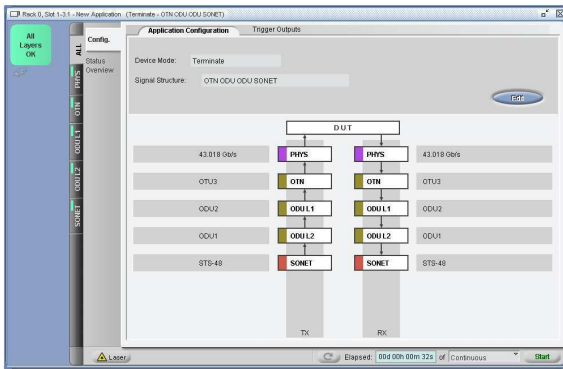 Rack 0, Slot 1-3:1 - New Application (Terminate - OTN ODU ODU SONET)
All Layers OK
ALL
PHYS
OTN
ODU L1
ODU L2
SONET
Config.
Status
Overview
Application Configuration Trigger Outputs
Device Mode: Terminate
Signal Structure: OTN ODU ODU SONET
Edit
DUT
43.018 Gb/s PHYS PHYS 43.018 Gb/s
OTU3 OTN OTN OTU3
ODU2 ODU L1 ODU L1 ODU2
ODU1 ODU L2 ODU L2 ODU1
STS-48 SONET SONET STS-48
TX RX
Laser Elapsed: 00d 00h 00m 32s of Continuous Start